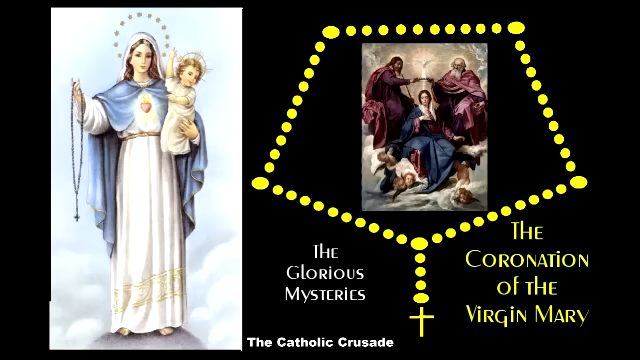 The
Glorious
Mysteries
The
Coronation
of the
Virgin Mary
The Catholic Crusade